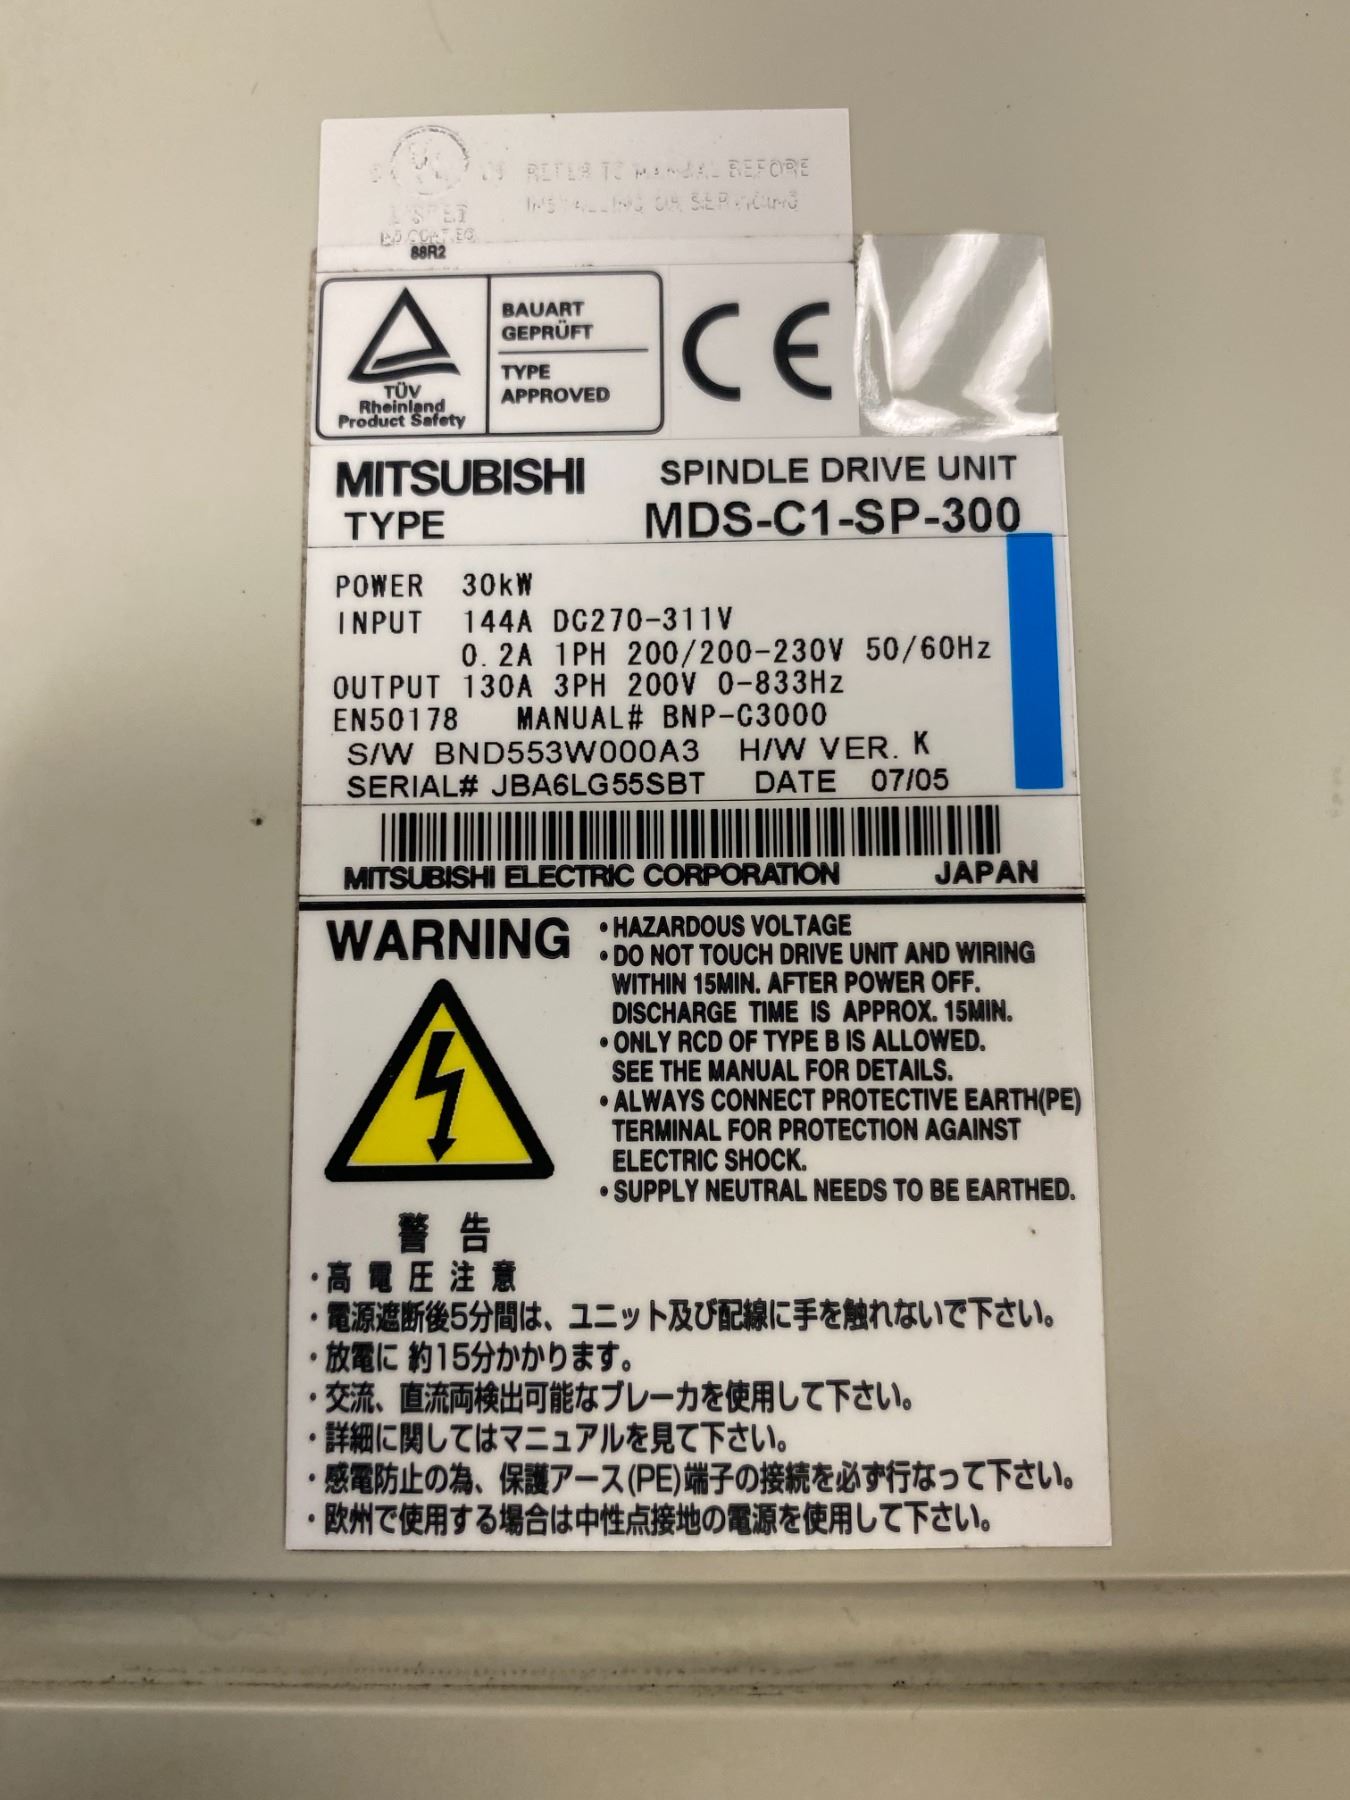 REFER TO MANUAL BEFORE
INSTALLING OR SERVICING
LISTED
IND.CONT.EQ.
88R2
TÜV
Rheinland
Product Safety
BAUART
GEPRÜFT
TYPE
APPROVED
CE
MITSUBISHI SPINDLE DRIVE UNIT
TYPE MDS-C1-SP-300
POWER 30kW
INPUT 144A DC270-311V
0.2A 1PH 200/200-230V 50/60Hz
OUTPUT 130A 3PH 200V 0-833Hz
EN50178 MANUAL# BNP-C3000
S/W BND553W000A3 H/W VER. K
SERIAL# JBA6LG55SBT DATE 07/05
MITSUBISHI ELECTRIC CORPORATION JAPAN
WARNING
・HAZARDOUS VOLTAGE
・DO NOT TOUCH DRIVE UNIT AND WIRING
WITHIN 15MIN. AFTER POWER OFF.
DISCHARGE TIME IS APPROX. 15MIN.
・ONLY RCD OF TYPE B IS ALLOWED.
SEE THE MANUAL FOR DETAILS.
・ALWAYS CONNECT PROTECTIVE EARTH(PE)
TERMINAL FOR PROTECTION AGAINST
ELECTRIC SHOCK.
・SUPPLY NEUTRAL NEEDS TO BE EARTHED.
警 告
・高 電 圧 注 意
・電源遮断後5分間は、ユニット及び配線に手を触れないで下さい。
・放電に 約15分かかります。
・交流、直流両検出可能なブレーカを使用して下さい。
・詳細に関してはマニュアルを見て下さい。
・感電防止の為、保護アース(PE)端子の接続を必ず行なって下さい。
・欧州で使用する場合は中性点接地の電源を使用して下さい。